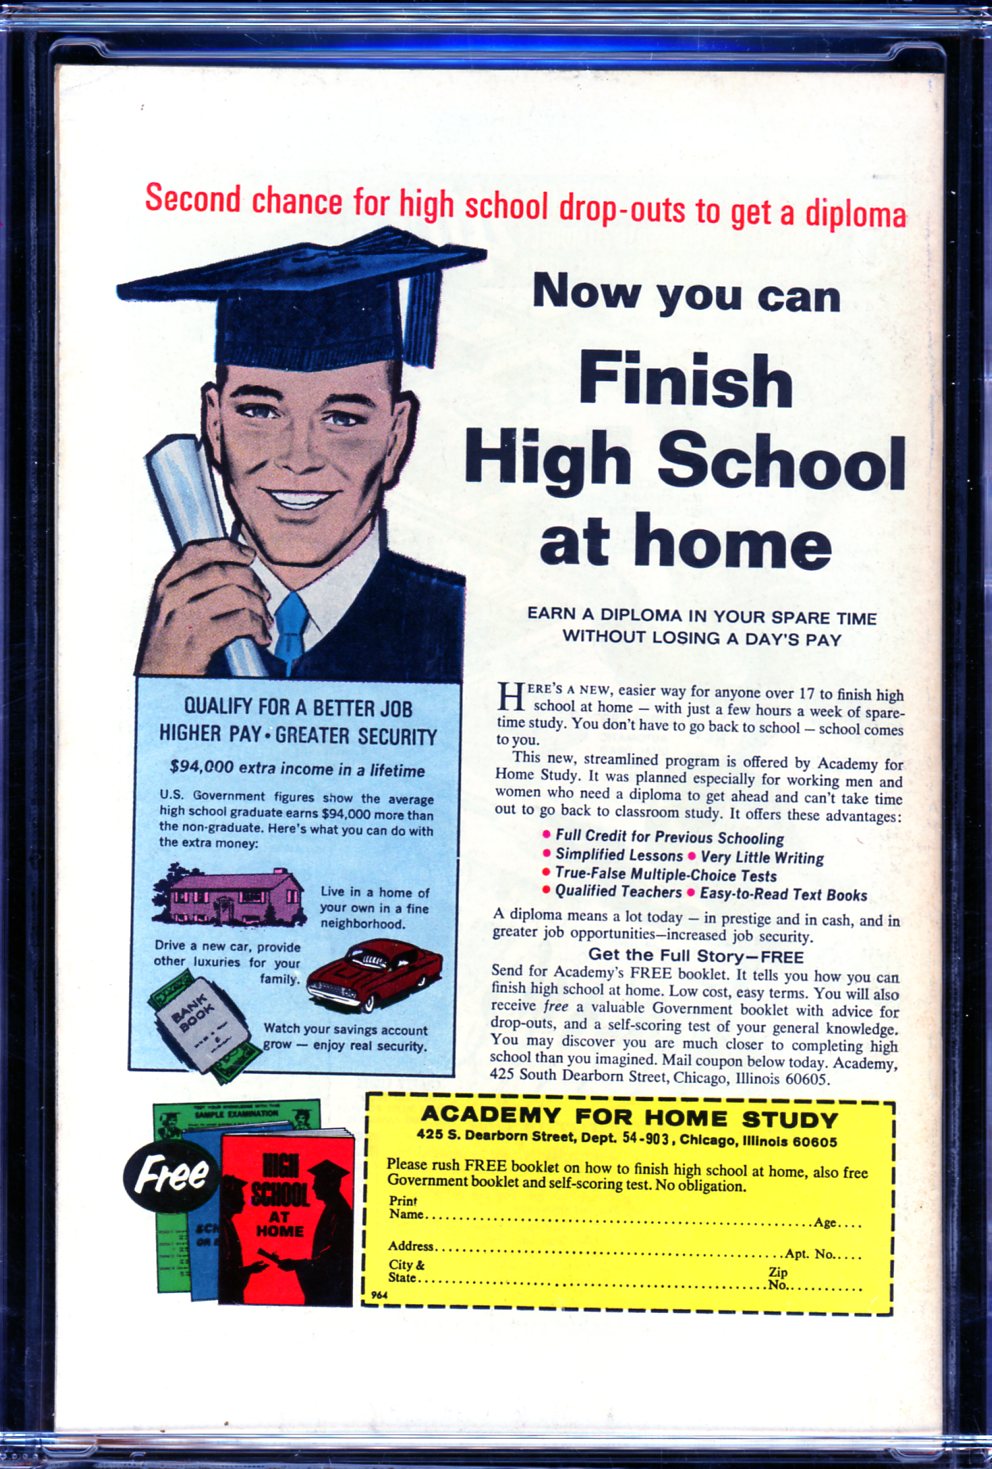 Second chance for high school drop-outs to get a diploma
Now you can
Finish
High School
at home
EARN A DIPLOMA IN YOUR SPARE TIME
WITHOUT LOSING A DAY'S PAY
QUALIFY FOR A BETTER JOB
HIGHER PAY • GREATER SECURITY
$94,000 extra income in a lifetime
U.S. Government figures show the average
high school graduate earns $94,000 more than
the non-graduate. Here's what you can do with
the extra money:
Live in a home of
your own in a fine
neighborhood.
Drive a new car, provide
other luxuries for your
family.
BANK
BOOK
Watch your savings account
grow — enjoy real security.
HERE'S A NEW, easier way for anyone over 17 to finish high
school at home — with just a few hours a week of spare-
time study. You don't have to go back to school — school comes
to you.
This new, streamlined program is offered by Academy for
Home Study. It was planned especially for working men and
women who need a diploma to get ahead and can't take time
out to go back to classroom study. It offers these advantages:
• Full Credit for Previous Schooling
• Simplified Lessons • Very Little Writing
• True-False Multiple-Choice Tests
• Qualified Teachers • Easy-to-Read Text Books
A diploma means a lot today — in prestige and in cash, and in
greater job opportunities—increased job security.
Get the Full Story—FREE
Send for Academy's FREE booklet. It tells you how you can
finish high school at home. Low cost, easy terms. You will also
receive free a valuable Government booklet with advice for
drop-outs, and a self-scoring test of your general knowledge.
You may discover you are much closer to completing high
school than you imagined. Mail coupon below today. Academy,
425 South Dearborn Street, Chicago, Illinois 60605.
TEST YOUR KNOWLEDGE WITH THIS
SAMPLE EXAMINATION
Free
HIGH
SCHOOL
AT
HOME
ACADEMY FOR HOME STUDY
425 S. Dearborn Street, Dept. 54-903, Chicago, Illinois 60605
Please rush FREE booklet on how to finish high school at home, also free
Government booklet and self-scoring test. No obligation.
Print
Name..........Age....
Address..........Apt. No.....
City & Zip
State..........No...........
964